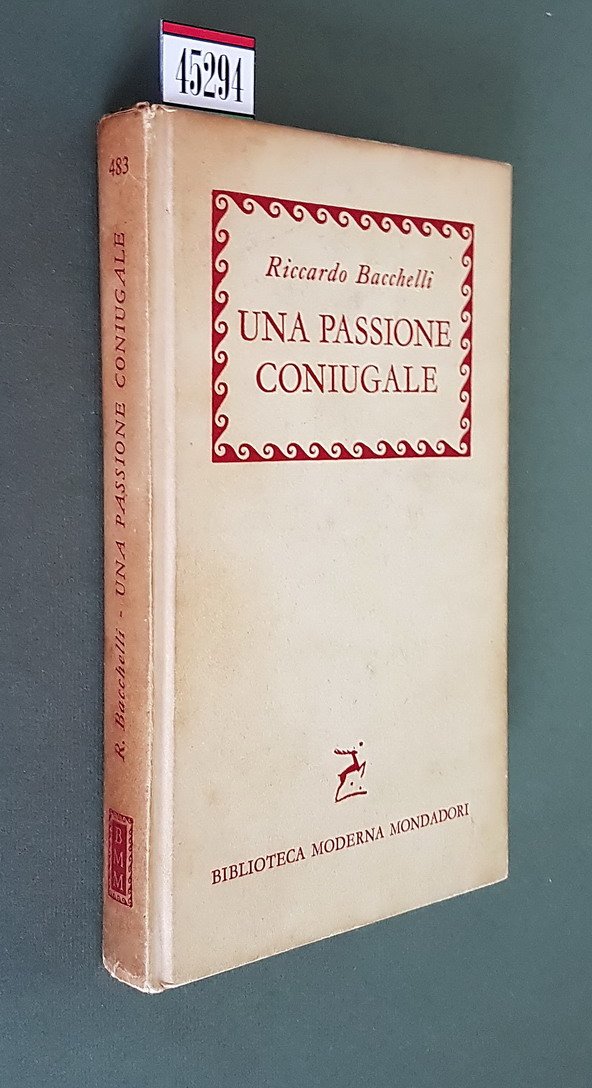 45294
483
R. Bacchelli - UNA PASSIONE CONIUGALE
BMM
Riccardo Bacchelli
UNA PASSIONE
CONIUGALE
BIBLIOTECA MODERNA MONDADORI